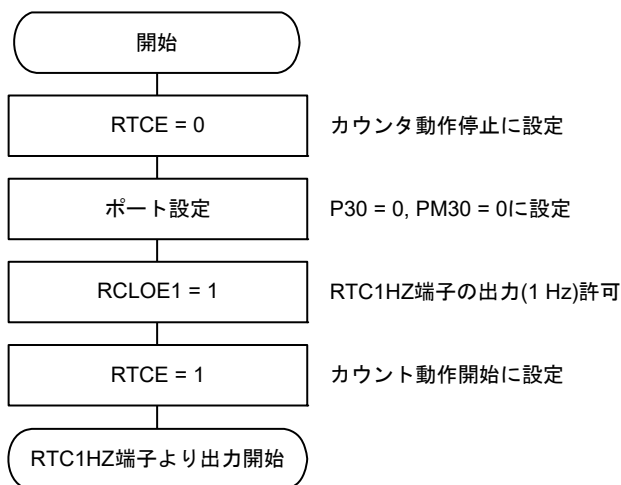 開始
RTCE = 0
カウンタ動作停止に設定
ポート設定
P30 = 0, PM30 = 0に設定
RCLOE1 = 1
RTC1HZ端子の出力(1 Hz)許可
RTCE = 1
カウント動作開始に設定
RTC1HZ端子より出力開始